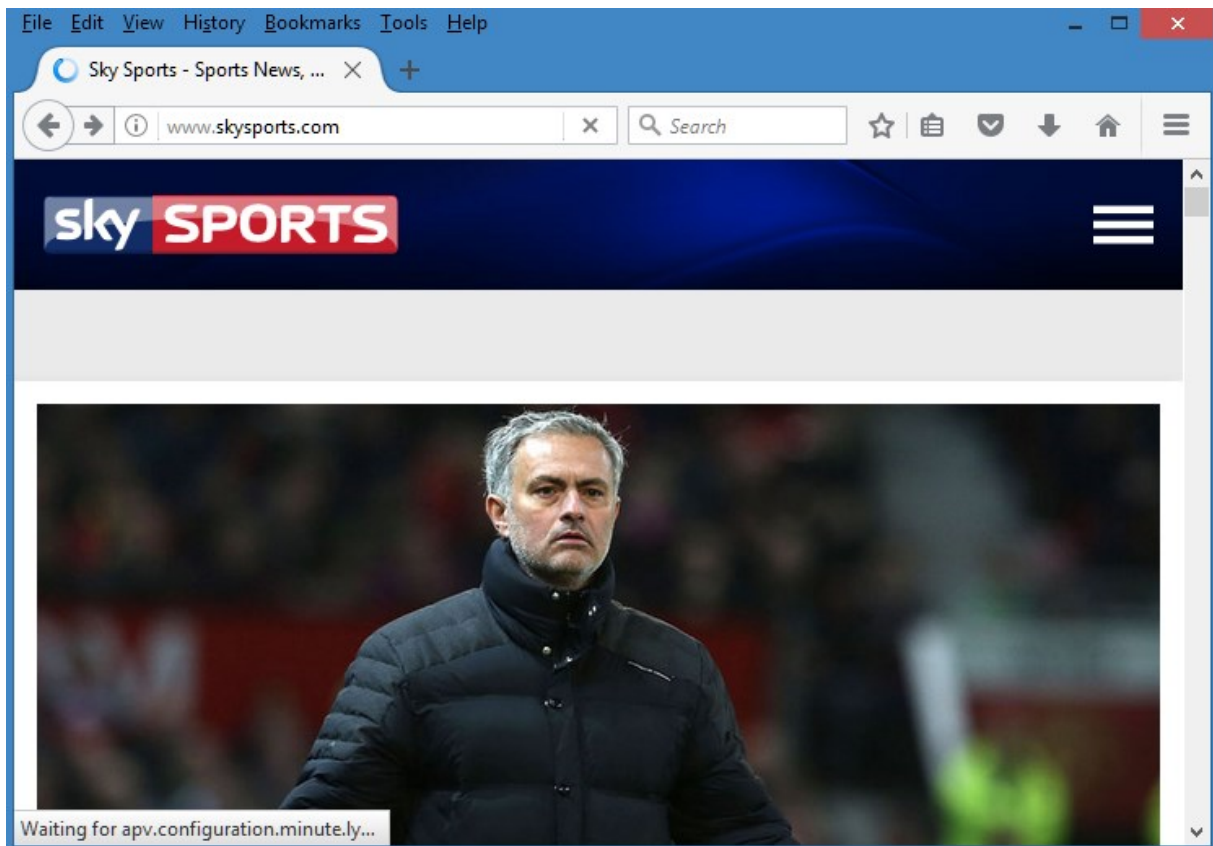 File Edit View History Bookmarks Tools Help
Sky Sports - Sports News, ...
www.skysports.com
Search
sky SPORTS
Waiting for apv.configuration.minute.ly...